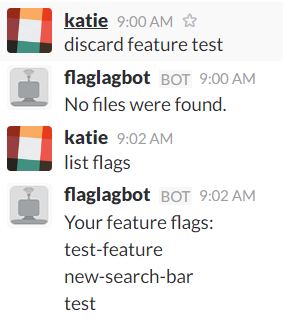 katie 9:00 AM
discard feature test
flaglagbot BOT 9:00 AM
No files were found.
katie 9:02 AM
list flags
flaglagbot BOT 9:02 AM
Your feature flags:
test-feature
new-search-bar
test